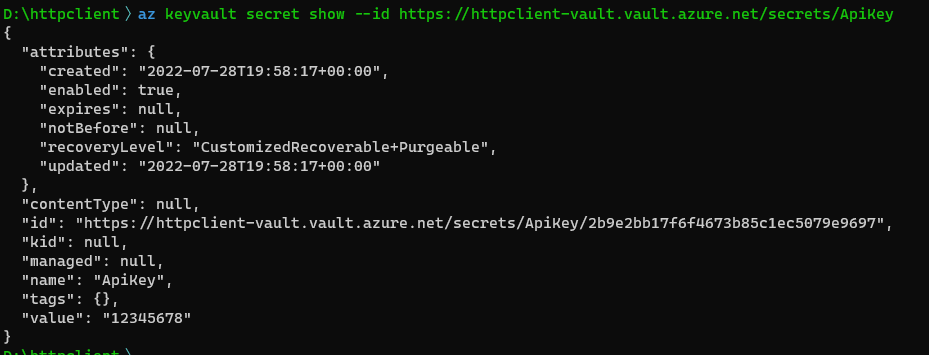 D:\httpclient 〉az keyvault secret show --id https://httpclient-vault.vault.azure.net/secrets/ApiKey
{
  "attributes": {
    "created": "2022-07-28T19:58:17+00:00",
    "enabled": true,
    "expires": null,
    "notBefore": null,
    "recoveryLevel": "CustomizedRecoverable+Purgeable",
    "updated": "2022-07-28T19:58:17+00:00"
  },
  "contentType": null,
  "id": "https://httpclient-vault.vault.azure.net/secrets/ApiKey/2b9e2bb17f6f4673b85c1ec5079e9697",
  "kid": null,
  "managed": null,
  "name": "ApiKey",
  "tags": {},
  "value": "12345678"
}
D:\httpclient 〉